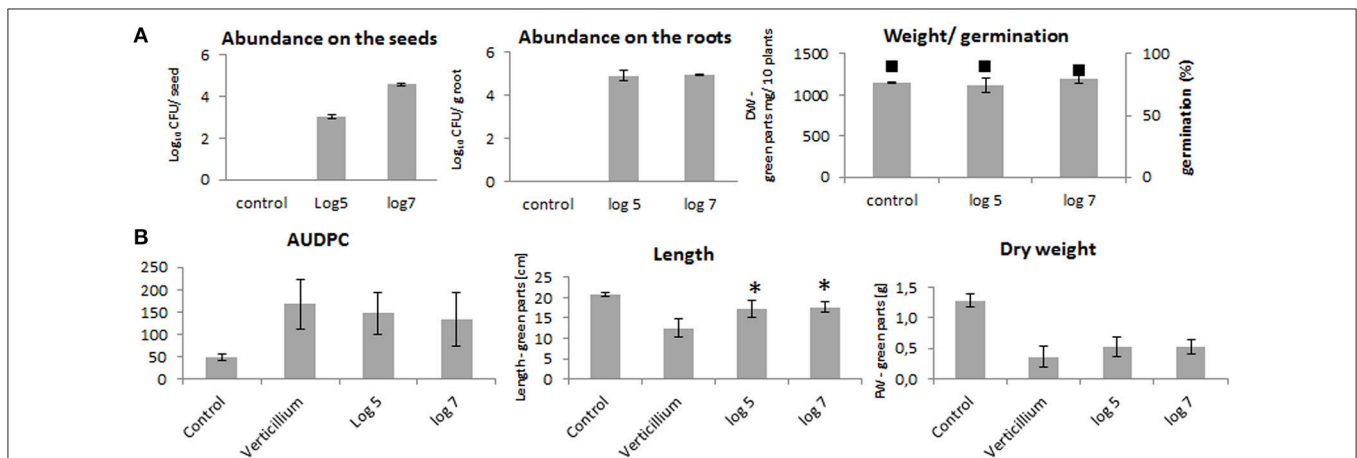 A
Abundance on the seeds
Log₁₀ CFU/ seed
6
4
2
0
control Log5 log7
Abundance on the roots
Log₁₀ CFU/ g root
6
4
2
0
control log 5 log 7
Weight/ germination
DW -
green parts mg/ 10 plants
1500
1000
500
0
100
50
0
germination (%)
control log 5 log 7
B
AUDPC
250
200
150
100
50
0
Control Verticillium Log 5 log 7
Length
Length - green parts [cm]
25
20
15
10
5
0
* *
Control Verticillium log 5 log 7
Dry weight
- green parts [g]
1,5
1,0
0,5
0,0
Control Verticillium log 5 log 7